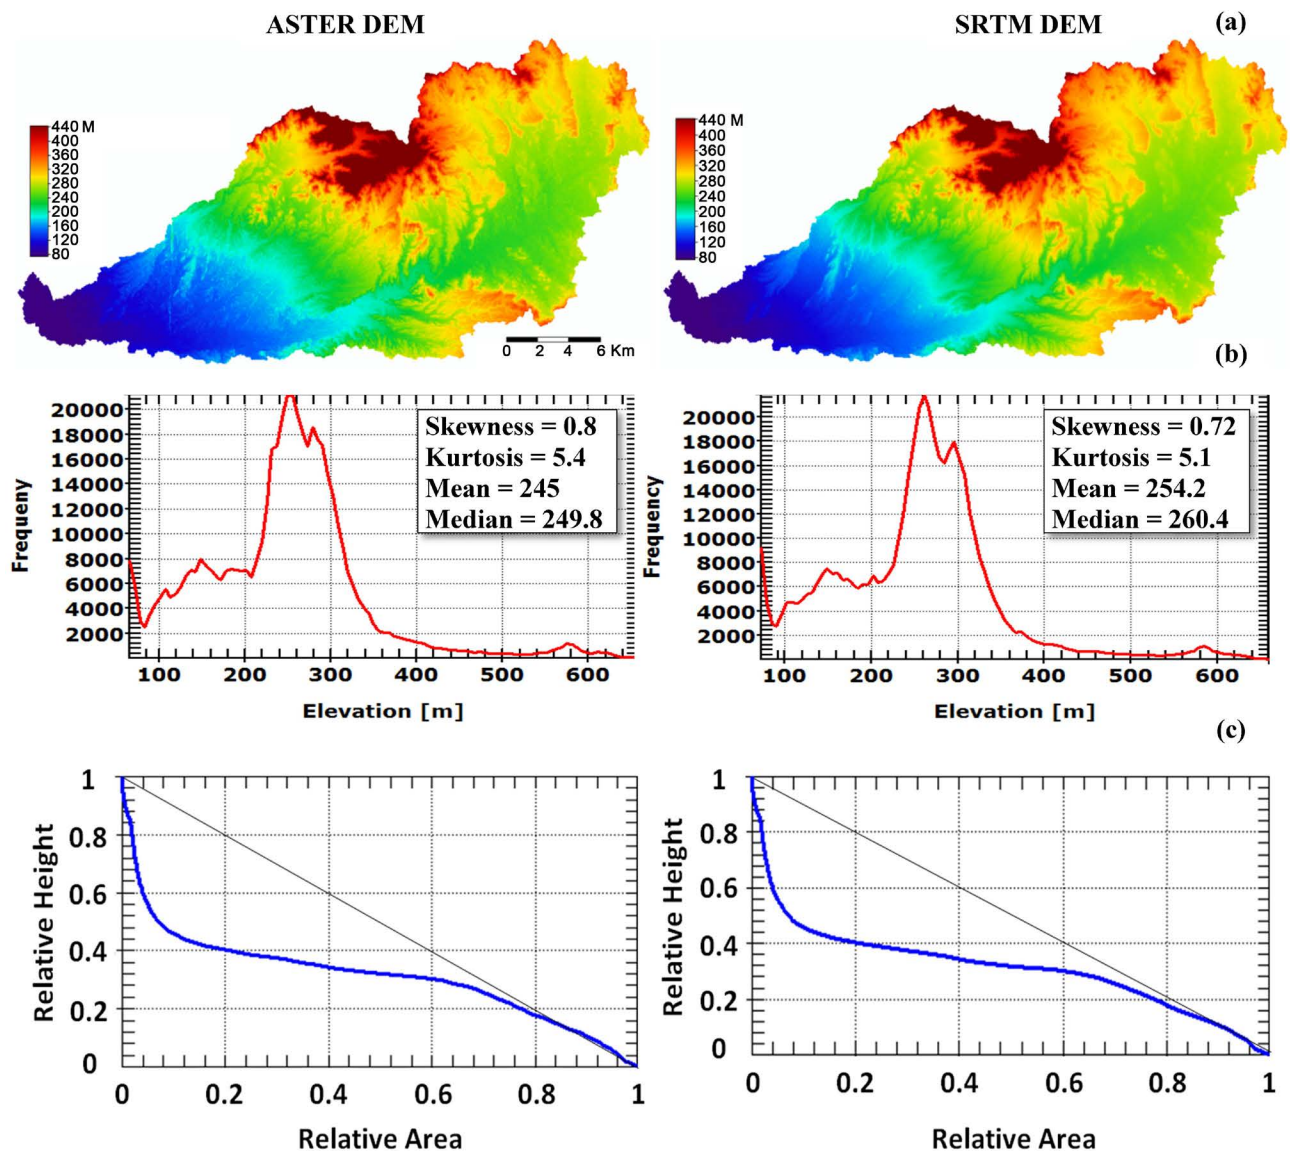 ASTER DEM
SRTM DEM
(a)
440 M
400
360
320
280
240
200
160
120
80
440 M
400
360
320
280
240
200
160
120
80
0 2 4 6 Km
(b)
Frequeny
20000
18000
16000
14000
12000
10000
8000
6000
4000
2000
Skewness = 0.8
Kurtosis = 5.4
Mean = 245
Median = 249.8
100 200 300 400 500 600
Elevation [m]
Frequency
20000
18000
16000
14000
12000
10000
8000
6000
4000
2000
Skewness = 0.72
Kurtosis = 5.1
Mean = 254.2
Median = 260.4
100 200 300 400 500 600
Elevation [m]
(c)
Relative Height
1
0.8
0.6
0.4
0.2
0
0 0.2 0.4 0.6 0.8 1
Relative Area
Relative Height
1
0.8
0.6
0.4
0.2
0
0 0.2 0.4 0.6 0.8 1
Relative Area